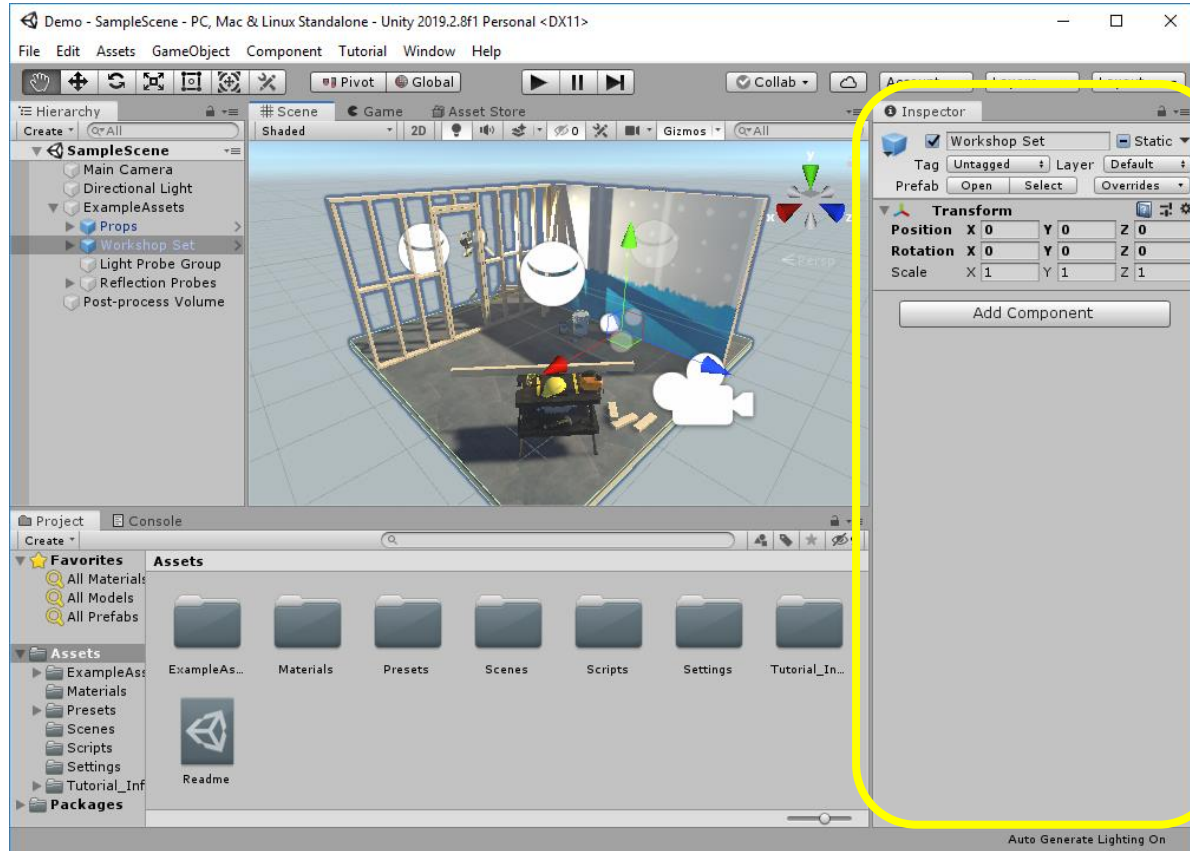 Demo - SampleScene - PC, Mac & Linux Standalone - Unity 2019.2.8f1 Personal <DX11>
File Edit Assets GameObject Component Tutorial Window Help
Pivot Global Collab
Hierarchy
Create All
SampleScene
Main Camera
Directional Light
ExampleAssets
Props
Workshop Set
Light Probe Group
Reflection Probes
Post-process Volume
Scene Game Asset Store
Shaded 2D 0 Gizmos All
y
x z
Persp
Inspector
Workshop Set Static
Tag Untagged Layer Default
Prefab Open Select Overrides
Transform
Position X 0 Y 0 Z 0
Rotation X 0 Y 0 Z 0
Scale X 1 Y 1 Z 1
Add Component
Project Console
Create
Favorites
All Materials
All Models
All Prefabs
Assets
ExampleAss
Materials
Presets
Scenes
Scripts
Settings
Tutorial_Inf
Packages
Assets
ExampleAs... Materials Presets Scenes Scripts Settings Tutorial_In...
Readme
Auto Generate Lighting On